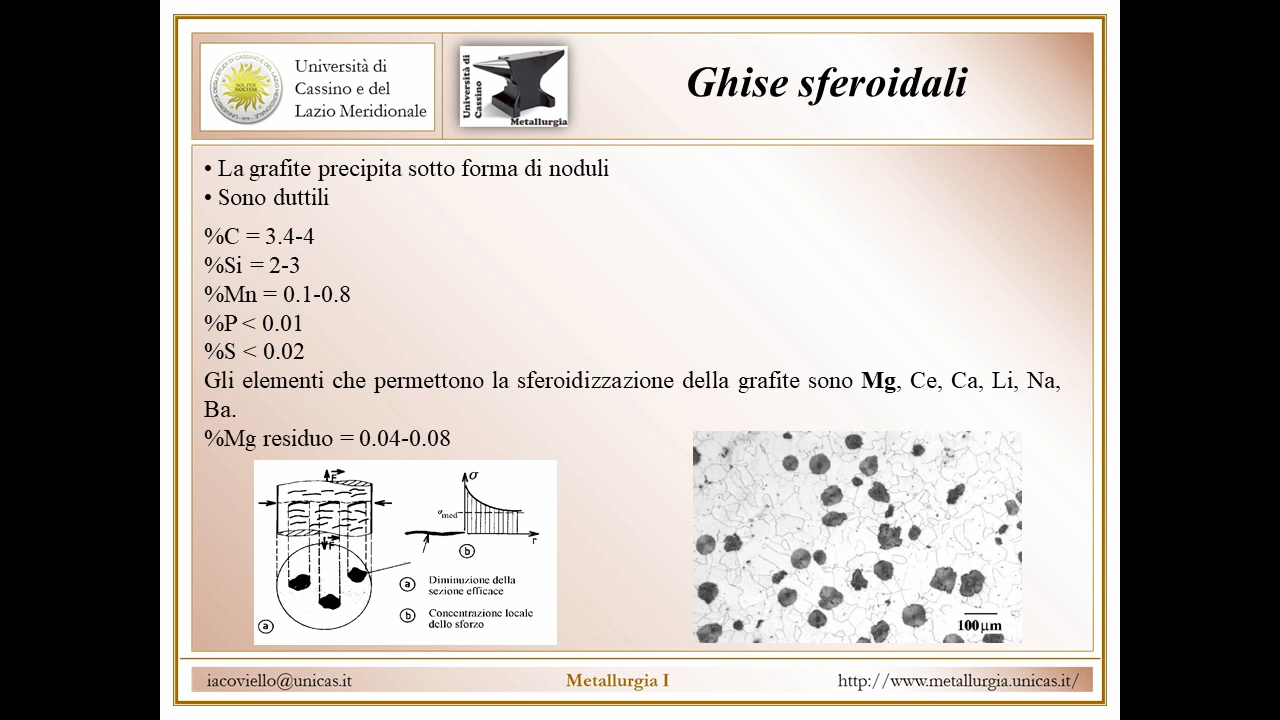 Università di
Cassino e del
Lazio Meridionale
Università di
Cassino
Metallurgia
Ghise sferoidali
• La grafite precipita sotto forma di noduli
• Sono duttili
%C = 3.4-4
%Si = 2-3
%Mn = 0.1-0.8
%P < 0.01
%S < 0.02
Gli elementi che permettono la sferoidizzazione della grafite sono Mg, Ce, Ca, Li, Na,
Ba.
%Mg residuo = 0.04-0.08
F
F
a
σ
σmed
r
b
a Diminuzione della
sezione efficace
b Concentrazione locale
dello sforzo
100 µm
iacoviello@unicas.it
Metallurgia I
http://www.metallurgia.unicas.it/